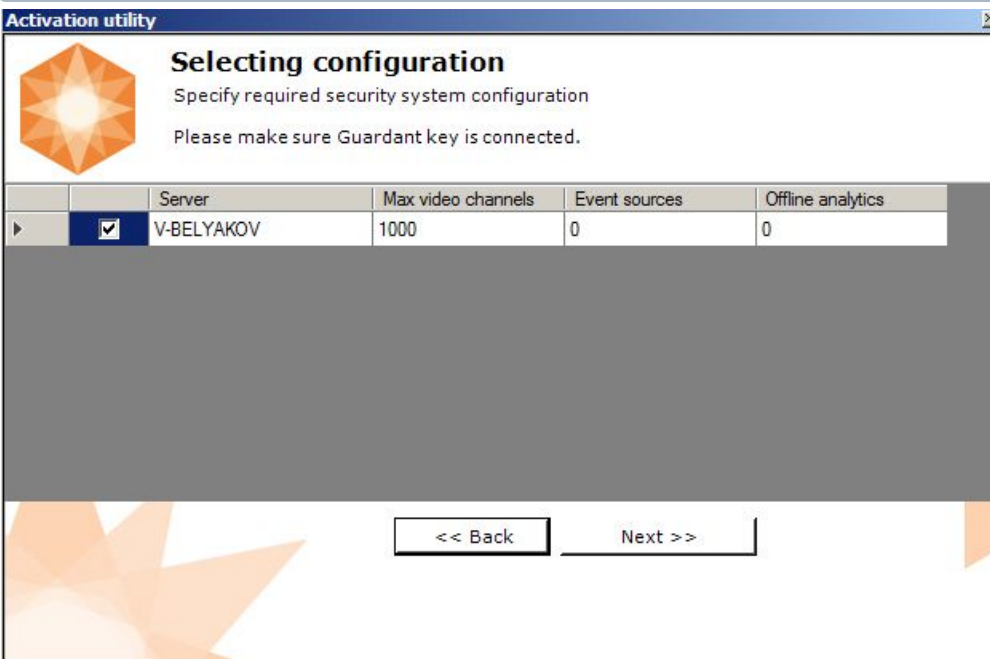 Activation utility
Selecting configuration
Specify required security system configuration
Please make sure Guardant key is connected.
Server Max video channels Event sources Offline analytics
V-BELYAKOV 1000 0 0
<< Back Next >>